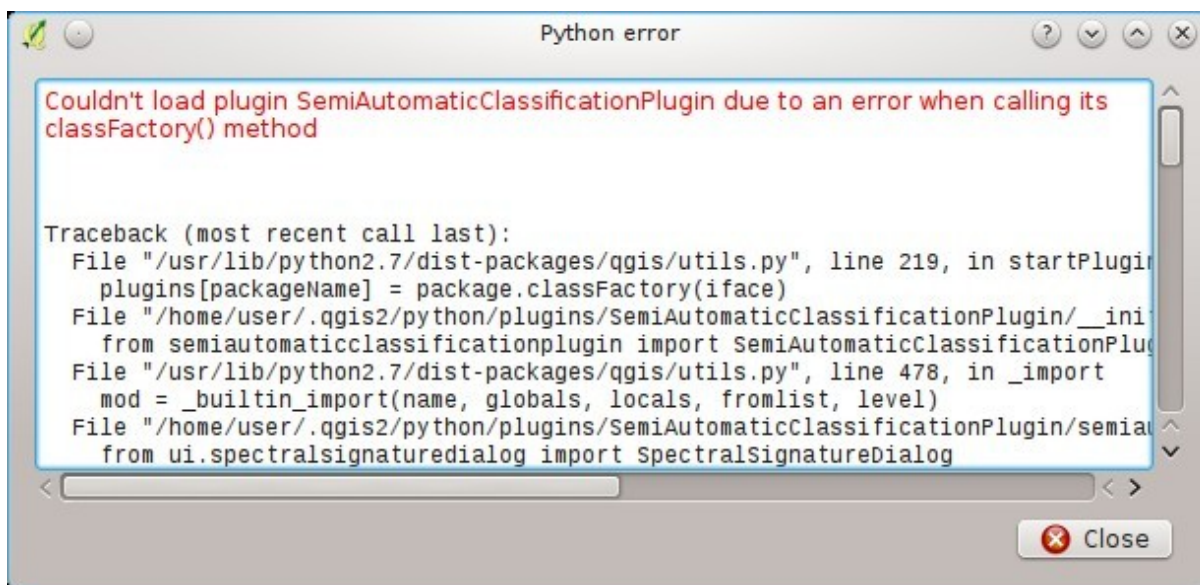 Python error
Couldn't load plugin SemiAutomaticClassificationPlugin due to an error when calling its
classFactory() method
Traceback (most recent call last):
File "/usr/lib/python2.7/dist-packages/qgis/utils.py", line 219, in startPlugin
plugins[packageName] = package.classFactory(iface)
File "/home/user/.qgis2/python/plugins/SemiAutomaticClassificationPlugin/__ini
from semiautomaticclassificationplugin import SemiAutomaticClassificationPlug
File "/usr/lib/python2.7/dist-packages/qgis/utils.py", line 478, in _import
mod = _builtin_import(name, globals, locals, fromlist, level)
File "/home/user/.qgis2/python/plugins/SemiAutomaticClassificationPlugin/semiau
from ui.spectralsignaturedialog import SpectralSignatureDialog
Close